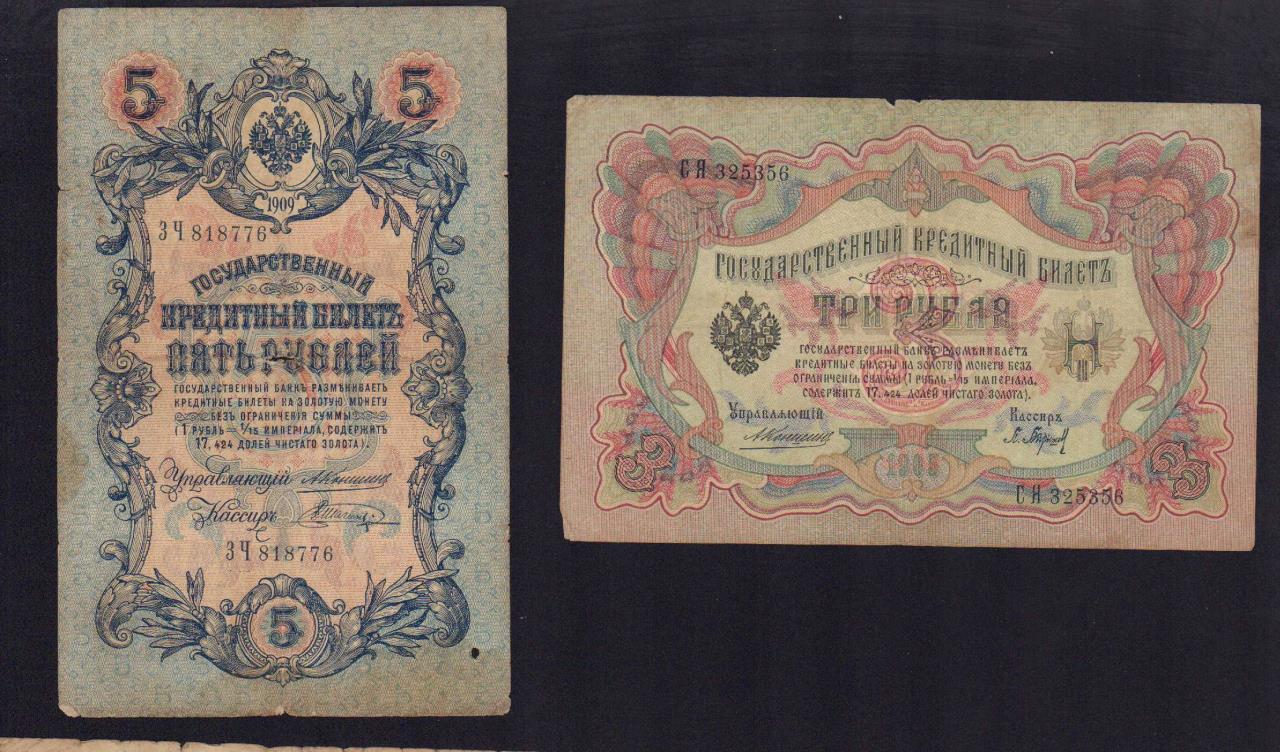 5 5
1909
ЗЧ 818776
ГОСУДАРСТВЕННЫЙ
КРЕДИТНЫЙ БИЛЕТЪ
ПЯТЬ РУБЛЕЙ
ГОСУДАРСТВЕННЫЙ БАНКЪ РАЗМѢНИВАЕТЪ
КРЕДИТНЫЕ БИЛЕТЫ НА ЗОЛОТУЮ МОНЕТУ
БЕЗЪ ОГРАНИЧЕНІЯ СУММЫ
(1 РУБЛЬ = 1/15 ИМПЕРІАЛА, СОДЕРЖИТЪ
17,424 ДОЛЕЙ ЧИСТАГО ЗОЛОТА).
Управляющій
Кассиръ
ЗЧ 818776
5
СЯ 325356
ГОСУДАРСТВЕННЫЙ КРЕДИТНЫЙ БИЛЕТЪ
ТРИ РУБЛЯ
3
ГОСУДАРСТВЕННЫЙ БАНКЪ РАЗМѢНИВАЕТЪ
КРЕДИТНЫЕ БИЛЕТЫ НА ЗОЛОТУЮ МОНЕТУ БЕЗЪ
ОГРАНИЧЕНІЯ СУММЫ (1 РУБЛЬ = 1/15 ИМПЕРІАЛА,
СОДЕРЖИТЪ 17,424 ДОЛЕЙ ЧИСТАГО ЗОЛОТА).
Управляющій Кассиръ
3 1905 3
СЯ 325356